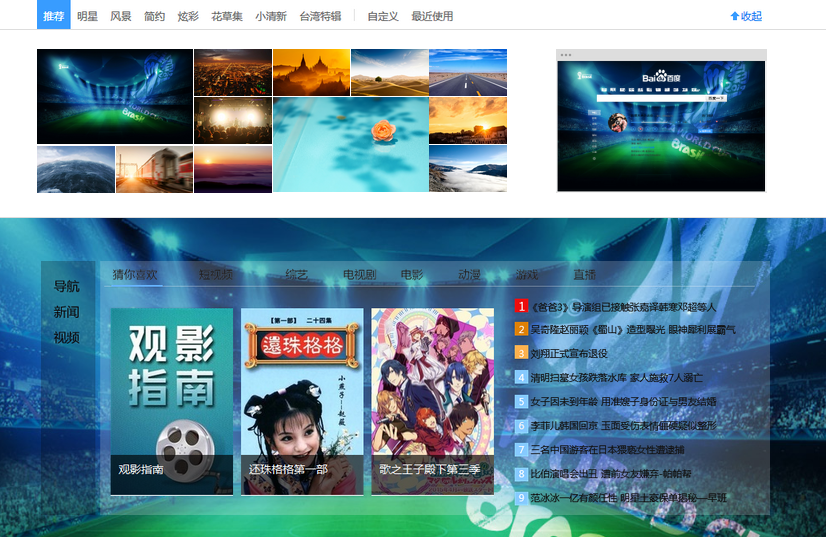 推荐 明星 风景 简约 炫彩 花草集 小清新 台湾特辑 自定义 最近使用 收起
Bai 百度
百度一下
BRASIL
导航
新闻
视频
猜你喜欢 短视频 综艺 电视剧 电影 动漫 游戏 直播
观影
指南
观影指南
【第一部】 二十四集
還珠格格
小燕子——赵薇
还珠格格第一部
歌之王子殿下第三季
1 《爸爸3》导演组已接触张嘉译韩寒邓超等人
2 吴奇隆赵丽颖《蜀山》造型曝光 眼神犀利展霸气
3 刘翔正式宣布退役
4 清明扫墓女孩跌落水库 家人施救7人溺亡
5 女子因未到年龄 用准嫂子身份证与男友结婚
6 李菲儿韩国回京 玉面受伤表情僵硬疑似整形
7 三名中国游客在日本猥亵女性遭逮捕
8 比伯演唱会出丑 遭前女友嫌弃-帕帕帮
9 范冰冰一亿有颜任性 明星土豪保单揭秘—早班